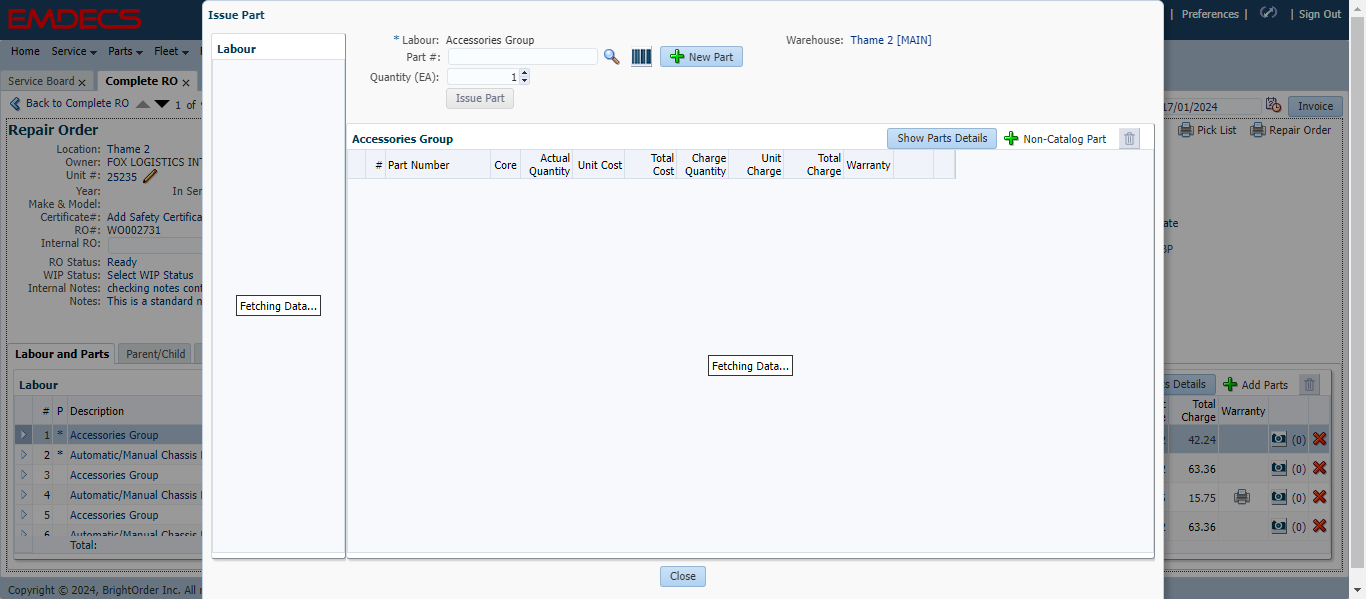 EMDECS
Issue Part
| Preferences | | Sign Out
Home Service Parts Fleet
Service Board x Complete RO x
Back to Complete RO 1 of
17/01/2024 Invoice
Pick List Repair Order
Repair Order
Location: Thame 2
Owner: FOX LOGISTICS INT
Unit #: 25235
Year: In Ser
Make & Model:
Certificate#: Add Safety Certifica
RO#: WO002731
Internal RO:
RO Status: Ready
WIP Status: Select WIP Status
Internal Notes: checking notes cont
Notes: This is a standard n
Labour and Parts Parent/Child
Labour
# P Description
1 * Accessories Group
2 * Automatic/Manual Chassis
3 Accessories Group
4 Automatic/Manual Chassis
5 Accessories Group
6 Automatic/Manual Chassis
Total:
Copyright © 2024, BrightOrder Inc. All
Labour
Fetching Data...
* Labour: Accessories Group
Warehouse: Thame 2 [MAIN]
Part #: New Part
Quantity (EA): 1
Issue Part
Accessories Group Show Parts Details Non-Catalog Part
# Part Number Core Actual Quantity Unit Cost Total Cost Charge Quantity Unit Charge Total Charge Warranty
Fetching Data...
Close
ate
BP
s Details Add Parts
Total Charge Warranty
42.24 (0)
63.36 (0)
15.75 (0)
63.36 (0)